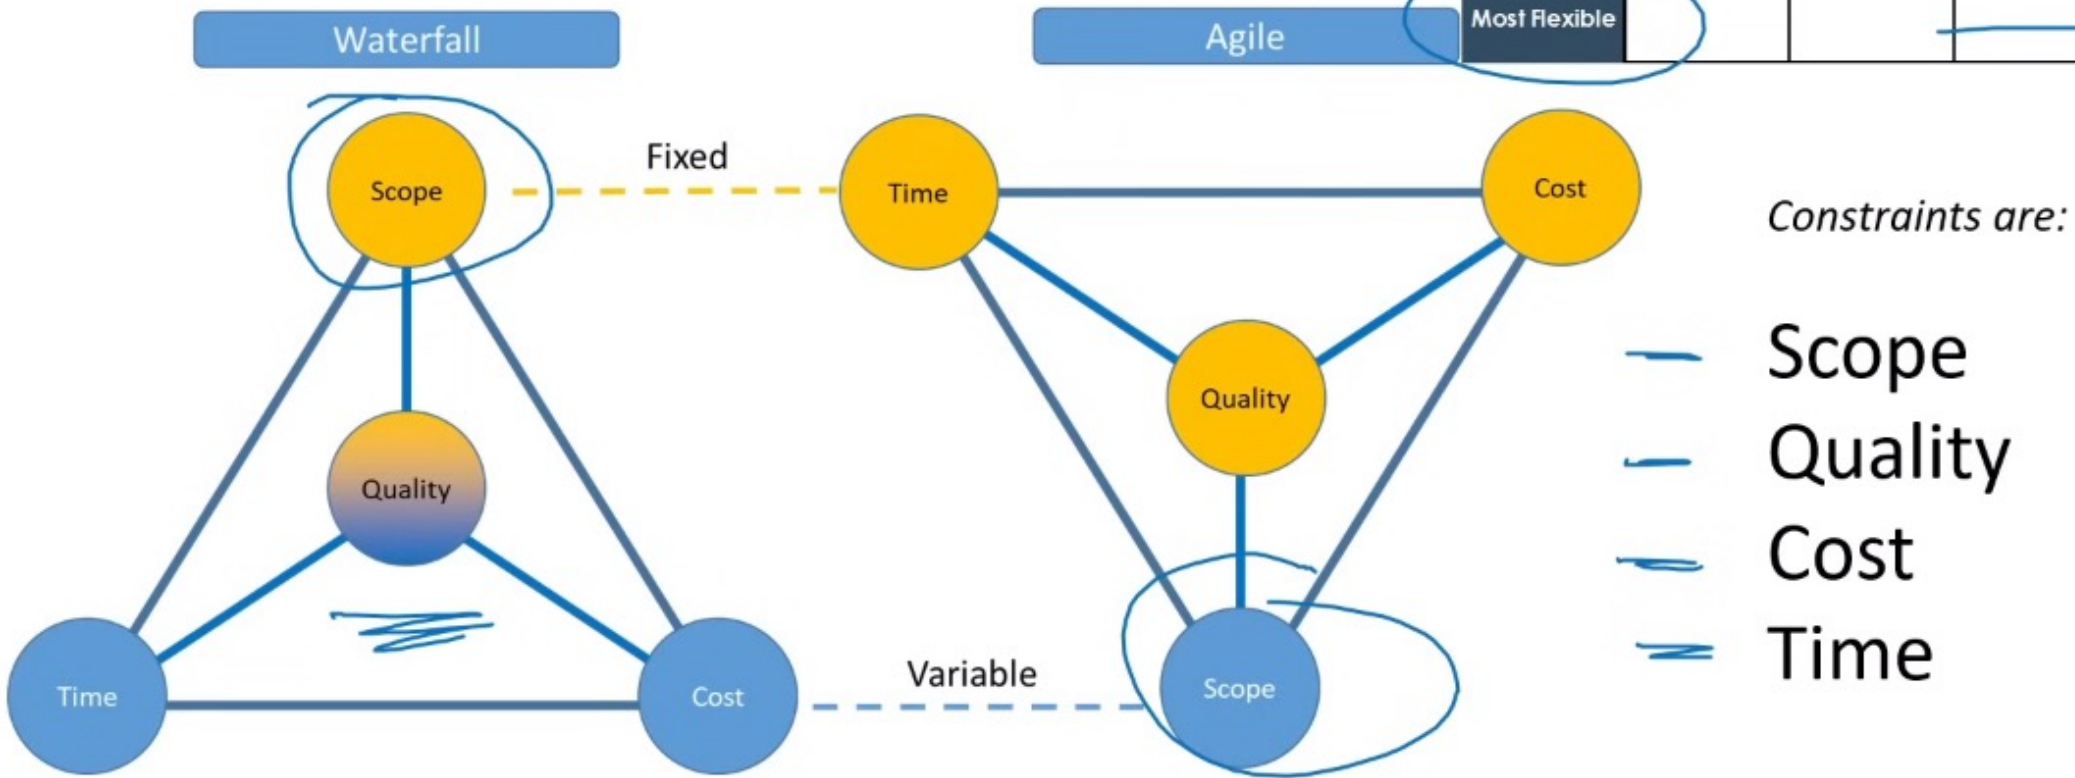 Waterfall
Agile
Most Flexible
Scope
Fixed
Time
Cost
Quality
Quality
Time
Cost
Variable
Scope
Constraints are:
Scope
Quality
Cost
Time